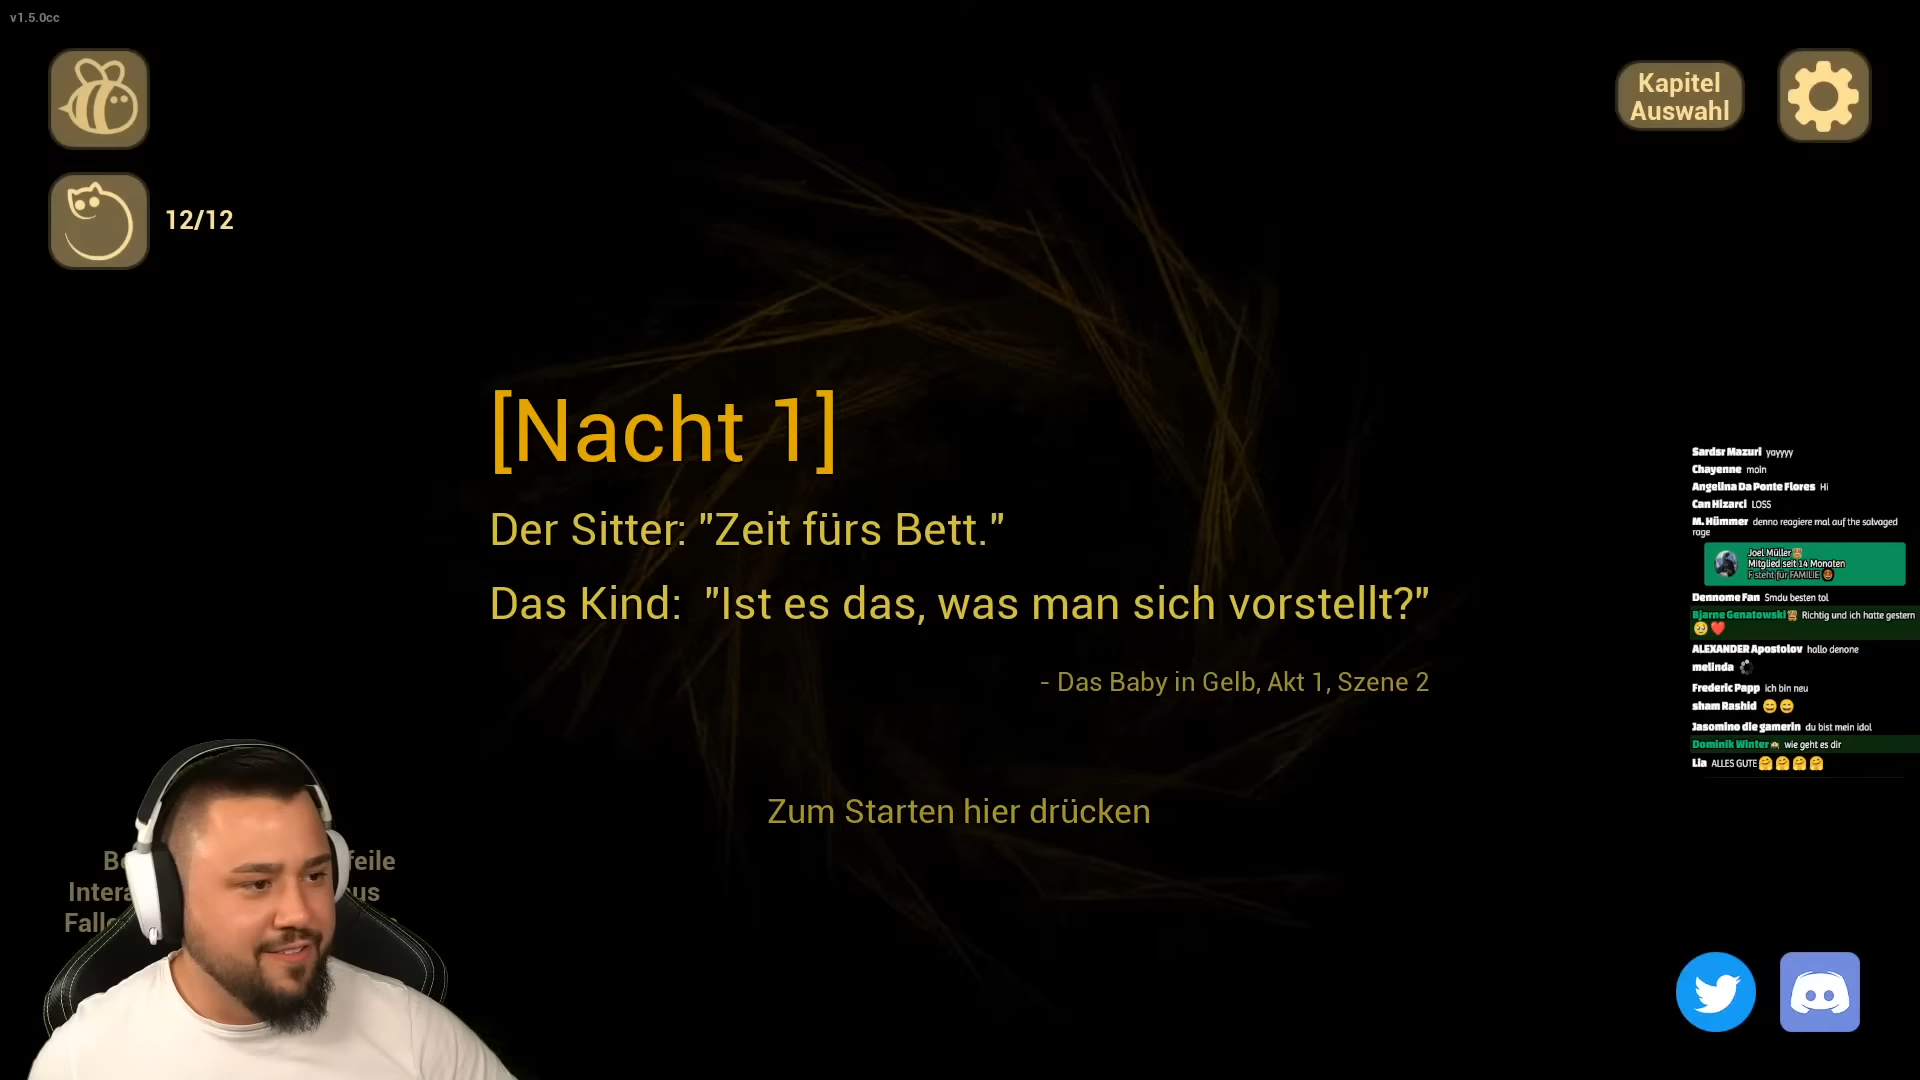 v1.5.0cc
Kapitel
Auswahl
12/12
[Nacht 1]
Der Sitter: "Zeit fürs Bett."
Das Kind: "Ist es das, was man sich vorstellt?"
- Das Baby in Gelb, Akt 1, Szene 2
Zum Starten hier drücken
Sardsr Mazuri yayyyy
Chayenne moin
Angelina Da Ponte Flores Hi
Can Hizarci LOSS
M. Hümmer denno reagiere mal auf the salvaged
rage
Joel Müller
Mitglied seit 14 Monaten
F steht für FAMILIE
Dennome Fan Smdu besten tol
Bjarne Genatowski Richtig und ich hatte gestern
🥹❤️
ALEXANDER Apostolov hallo denone
melinda
Frederic Papp ich bin neu
sham Rashid 😄😄
Jasomino die gamerin du bist mein idol
Dominik Winter wie geht es dir
Lia ALLES GUTE🤗🤗🤗🤗